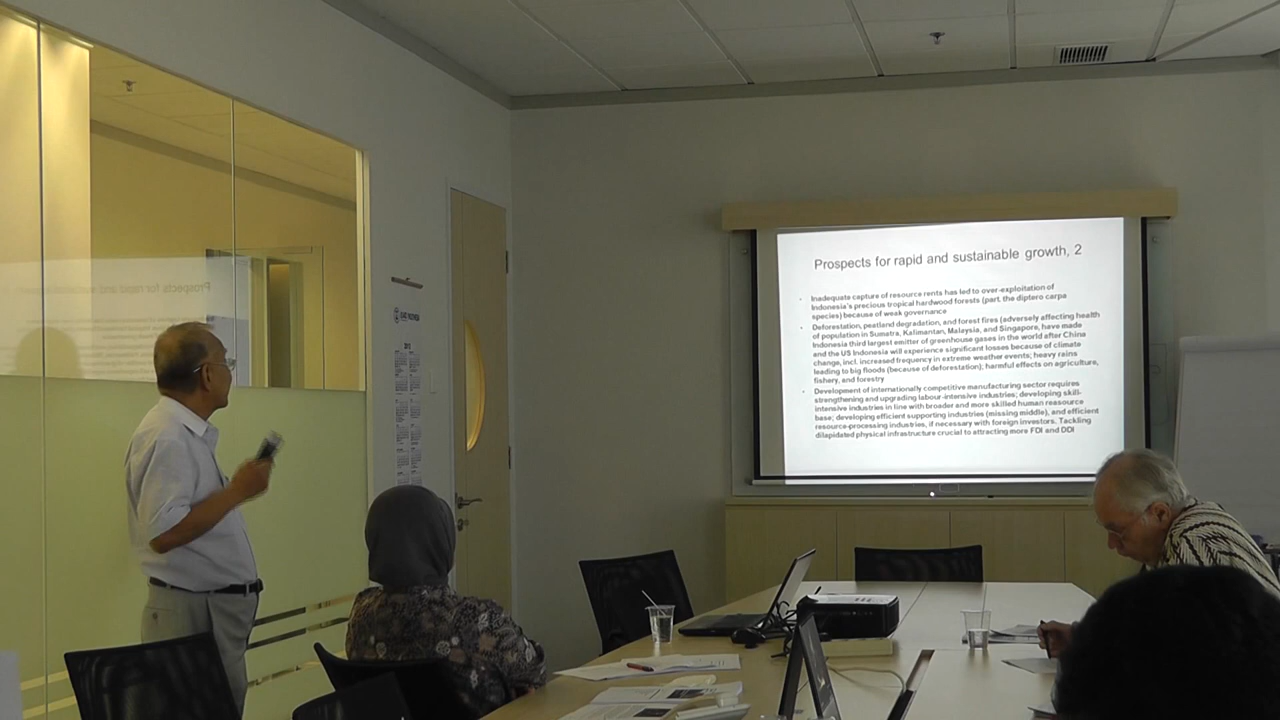 Prospects for rapid and sustainable growth, 2
Inadequate capture of resource rents has led to over-exploitation of
Indonesia's precious tropical hardwood forests (part. the diptero carpa
species) because of weak governance
Deforestation, peatland degradation, and forest fires (adversely affecting health
of population in Sumatra, Kalimantan, Malaysia, and Singapore, have made
Indonesia third largest emitter of greenhouse gases in the world after China
and the US Indonesia will experience significant losses because of climate
change, incl. increased frequency in extreme weather events; heavy rains
leading to big floods (because of deforestation); harmful effects on agriculture,
fishery, and forestry
Development of internationally competitive manufacturing sector requires
strengthening and upgrading labour-intensive industries; developing skill-
intensive industries in line with broader and more skilled human reasource
base; developing efficient supporting industries (missing middle), and efficient
resource-processing industries, if necessary with foreign investors. Tackling
dilapidated physical infrastructure crucial to attracting more FDI and DDI